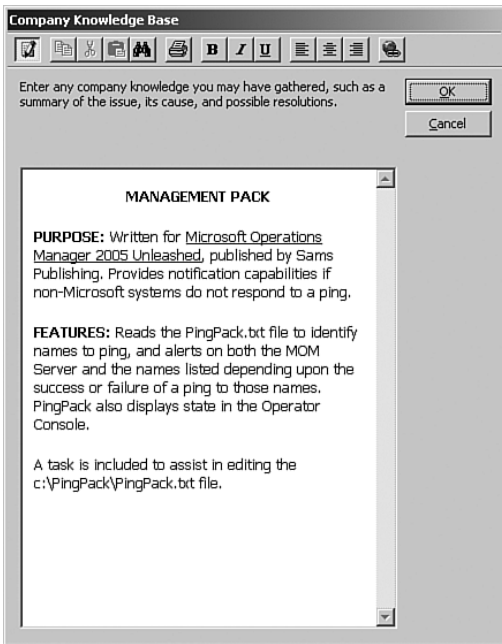 Company Knowledge Base
B I U
Enter any company knowledge you may have gathered, such as a
summary of the issue, its cause, and possible resolutions.
OK
Cancel
MANAGEMENT PACK
PURPOSE: Written for Microsoft Operations
Manager 2005 Unleashed, published by Sams
Publishing. Provides notification capabilities if
non-Microsoft systems do not respond to a ping.
FEATURES: Reads the PingPack.txt file to identify
names to ping, and alerts on both the MOM
Server and the names listed depending upon the
success or failure of a ping to those names.
PingPack also displays state in the Operator
Console.
A task is included to assist in editing the
c:\PingPack\PingPack.txt file.